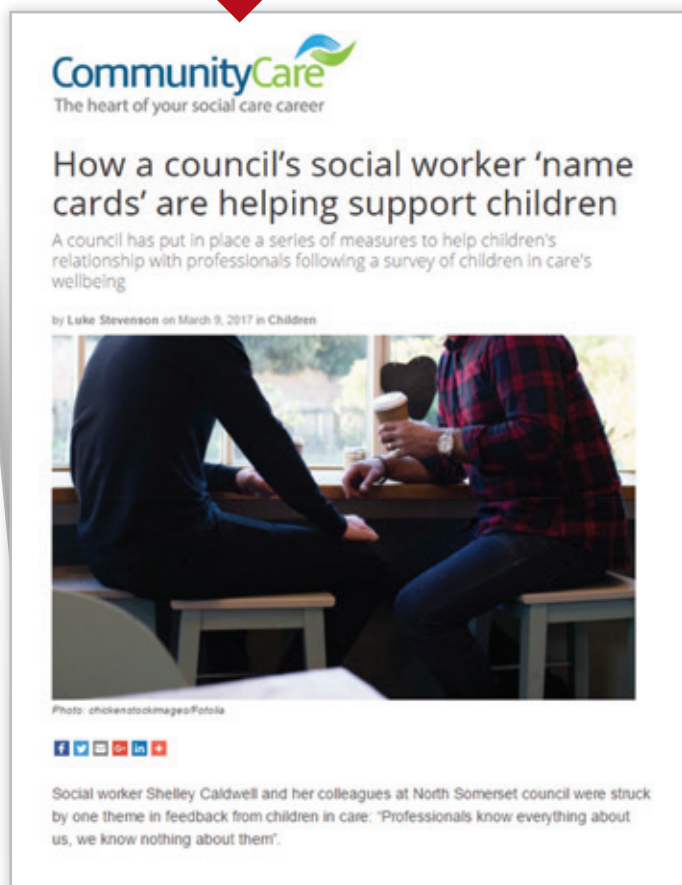 CommunityCare
The heart of your social care career
How a council's social worker 'name
cards' are helping support children
A council has put in place a series of measures to help children's
relationship with professionals following a survey of children in care's
wellbeing
by Luke Stevenson on March 9, 2017 in Children
Photo: chickenstockimages/Fotolia
f G+ in +
Social worker Shelley Caldwell and her colleagues at North Somerset council were struck
by one theme in feedback from children in care: "Professionals know everything about
us, we know nothing about them".